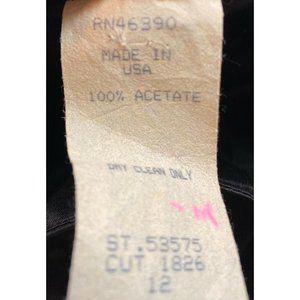 RN46390
MADE IN
USA
100% ACETATE
DRY CLEAN ONLY
ST.53575
CUT 1826
12